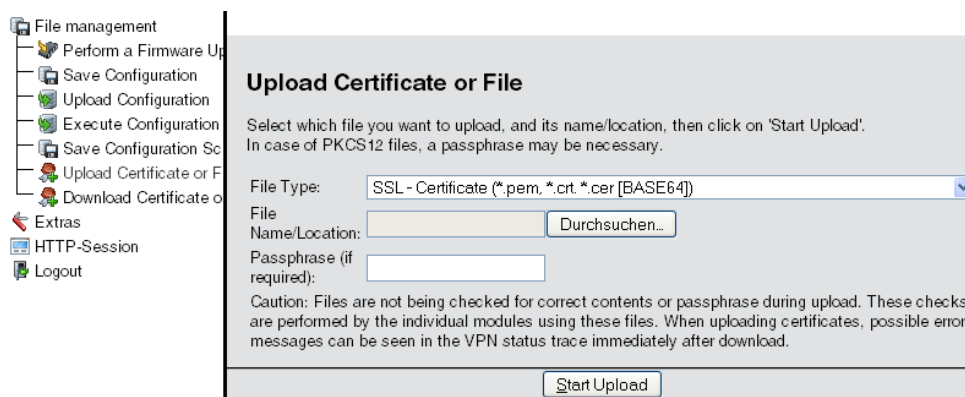 File management
Perform a Firmware Up
Save Configuration
Upload Configuration
Execute Configuration
Save Configuration Sc
Upload Certificate or F
Download Certificate o
Extras
HTTP-Session
Logout
Upload Certificate or File
Select which file you want to upload, and its name/location, then click on 'Start Upload'.
In case of PKCS12 files, a passphrase may be necessary.
File Type: SSL - Certificate (*.pem, *.crt. *.cer [BASE64])
File
Name/Location: Durchsuchen...
Passphrase (if
required):
Caution: Files are not being checked for correct contents or passphrase during upload. These checks
are performed by the individual modules using these files. When uploading certificates, possible error
messages can be seen in the VPN status trace immediately after download.
Start Upload